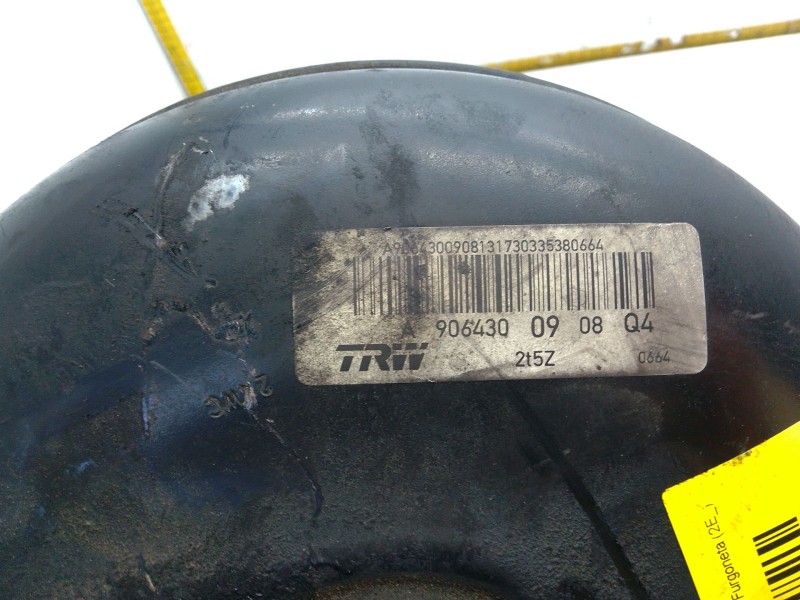 A9064300908131730335380664
A 906430 09 08 Q4
TRW 2t5Z 0664
Furgoneta (2E_)